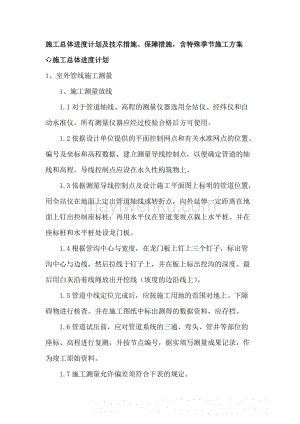 施工总体进度计划及技术措施、保障措施，含特殊季节施工方案
◇施工总体进度计划
1、室外管线施工测量
1、施工测量放线
1.1 对于管道轴线、高程的测量仪器选用全站仪、经纬仪和自
动水准仪。所有测量仪器应经过校验合格后方可使用。
1.2 依据设计单位提供的平面控制网点和有关水准网点的位置、
编号及坐标和高程数据，建立测量导线控制点，以便确定管道的轴
线和高程。导线控制点应设在永久性的构筑物上。
1.3 依据测量导线控制点及设计施工平面图上标明的管道位置，
用全站仪在地面上定出管道轴线或转折点，向外延伸一定距离在地
面上钉出控制座标桩；再用水平仪在管道变坡点栽上水平桩。并在
座标桩和水平桩处设龙门板。
1.4 根据管沟中心与宽度，在龙门板上钉上三个钉子，标出管
沟中心与边线，然后拉线于钉子上，在色板上标出挖沟的深度。最
后用白灰沿着线绳放出开挖线（坡度的边沿线上）。
1.5 管道中线定位完成后，应按施工用地的范围对地上、下障
碍物进行核查。并在施工图纸中标出测得的数据资料，应存档。
1.6 管道试压前，应对管道系统的三通、弯头、管井等部位的
座、高程进行复测，并按节点编号，据实填写测量成果记录，作
为竣工原始资料。
1.7 施工测量允许偏差须符合下表的规定。